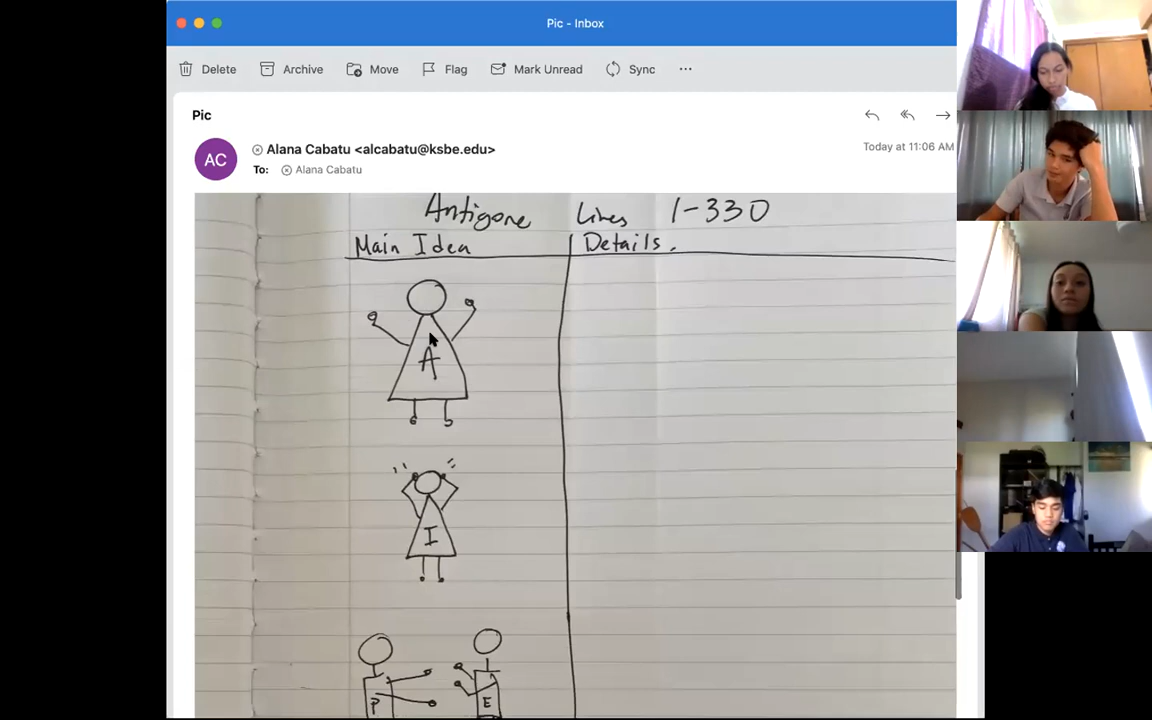 Pic - Inbox
Delete Archive Move Flag Mark Unread Sync ...
Pic
AC
Alana Cabatu <alcabatu@ksbe.edu>
Today at 11:06 AM
To: Alana Cabatu
Antigone Lines 1-330
Main Idea Details.
A
I
P E